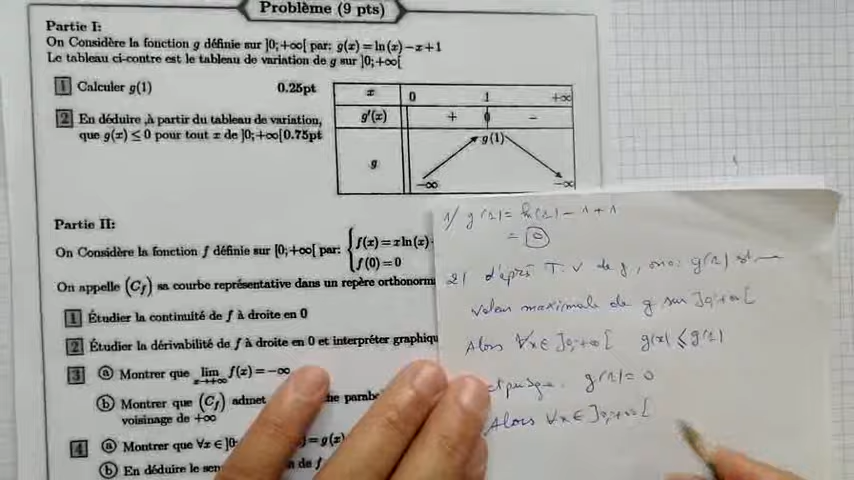 Problème (9 pts)
Partie I:
On Considère la fonction g définie sur ]0;+∞[ par: g(x) = ln(x) − x + 1
Le tableau ci-contre est le tableau de variation de g sur ]0;+∞[
1 Calculer g(1) 0.25pt
2 En déduire ,à partir du tableau de variation,
que g(x) ≤ 0 pour tout x de ]0;+∞[ 0.75pt
x 0 1 +∞
g'(x) + 0 −
g −∞ g(1) −∞
Partie II:
On Considère la fonction f définie sur [0;+∞[ par: { f(x) = x ln(x)
f(0) = 0
On appelle (Cf) sa courbe représentative dans un repère orthonorm
1 Étudier la continuité de f à droite en 0
2 Étudier la dérivabilité de f à droite en 0 et interpréter graphiqu
3 a Montrer que lim x→+∞ f(x) = −∞
b Montrer que (Cf) admet ne parabo
voisinage de +∞
4 a Montrer que ∀x ∈ ]0; ) = g(x)
b En déduire le sen de f
1/ g(1) = ln(1) − 1 + 1
= 0
2/ d'après T.V de g, on a: g(1) est
valeur maximale de g sur ]0;+∞[
Alors ∀x ∈ ]0;+∞[ g(x) ≤ g(1)
et puisque g(1) = 0
Alors ∀x ∈ ]0;+∞[